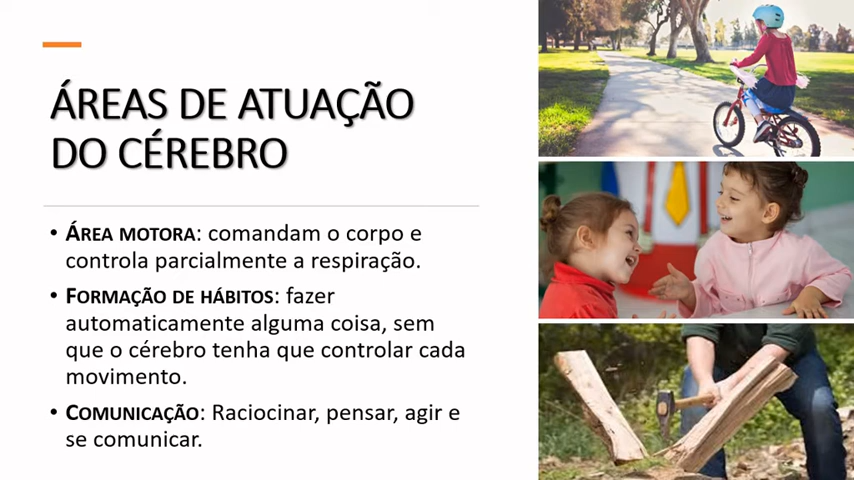 ÁREAS DE ATUAÇÃO
DO CÉREBRO
• ÁREA MOTORA: comandam o corpo e
controla parcialmente a respiração.
• FORMAÇÃO DE HÁBITOS: fazer
automaticamente alguma coisa, sem
que o cérebro tenha que controlar cada
movimento.
• COMUNICAÇÃO: Raciocinar, pensar, agir e
se comunicar.